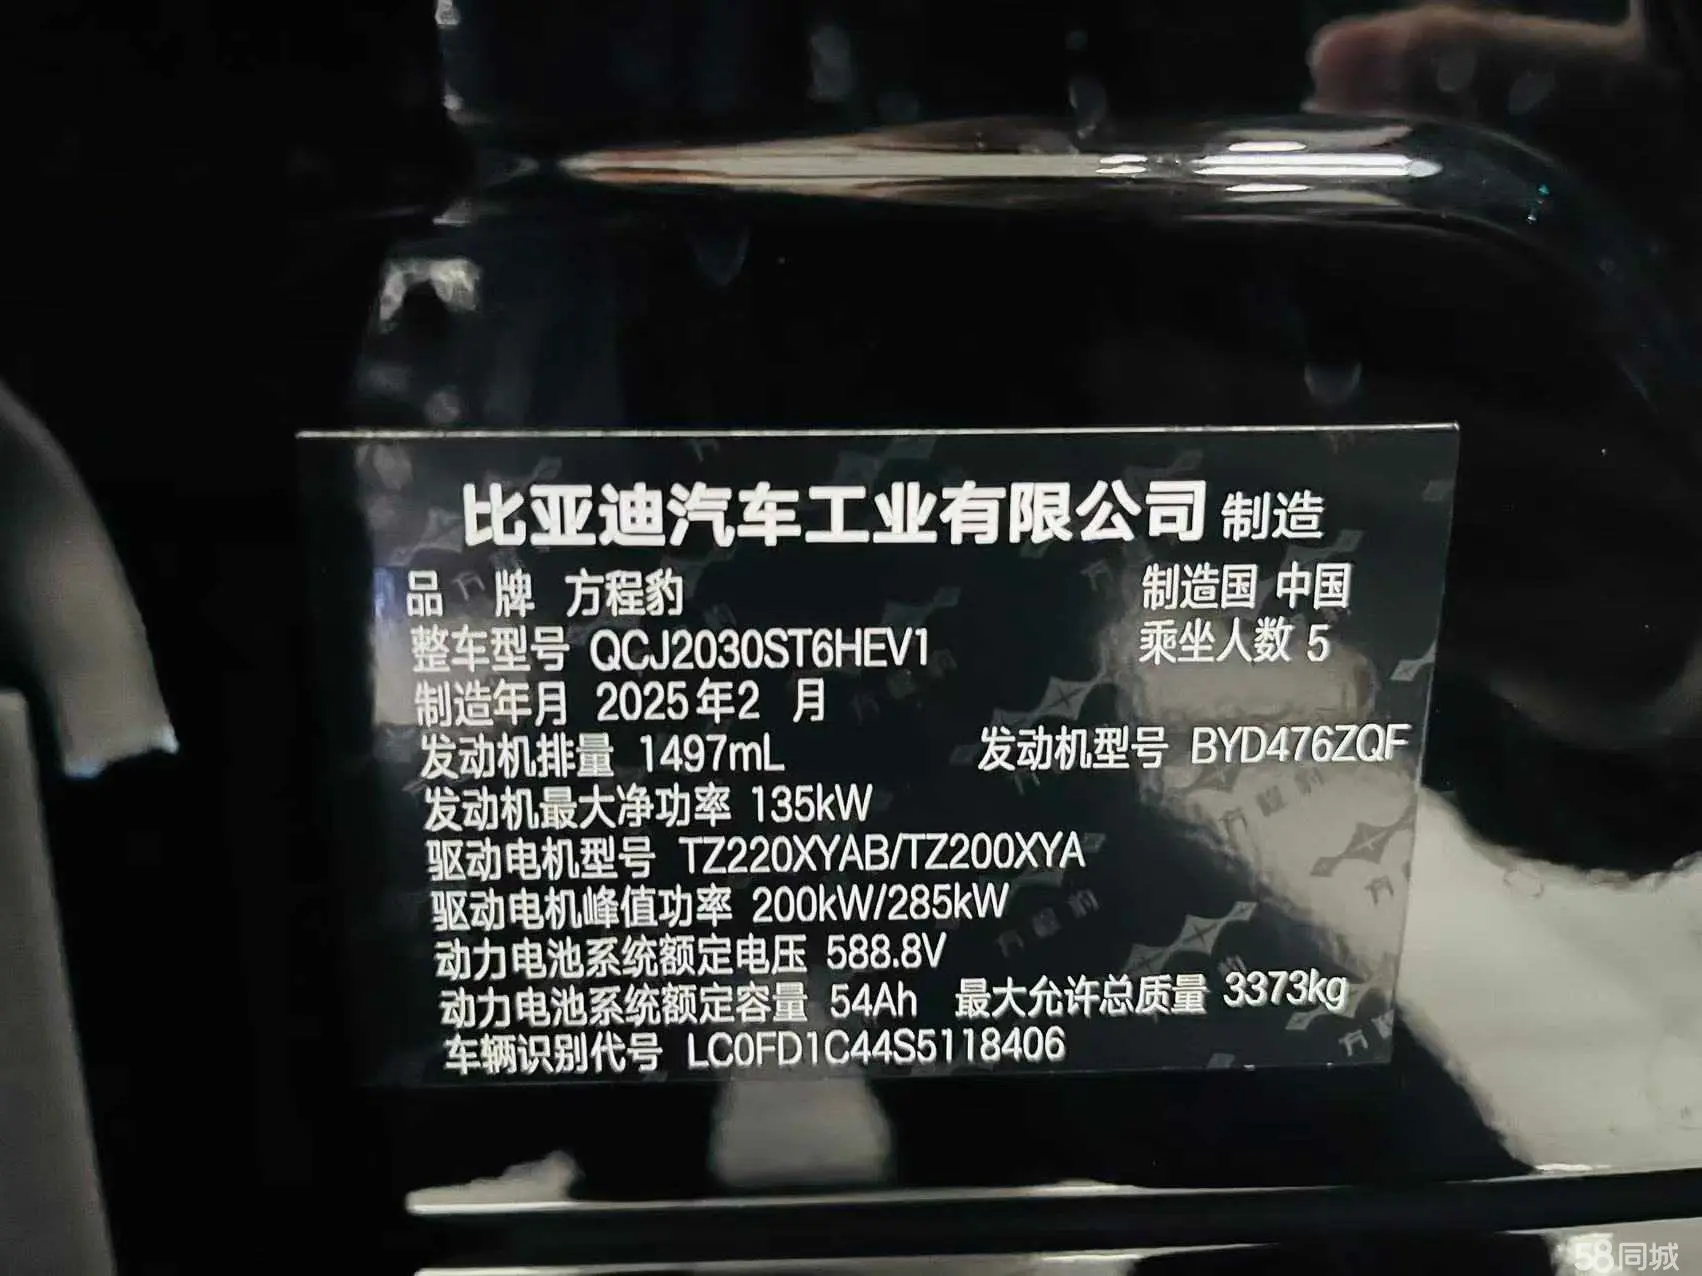 比亚迪汽车工业有限公司 制造
品 牌 方程豹 制造国 中国
整车型号 QCJ2030ST6HEV1 乘坐人数 5
制造年月 2025年2 月
发动机排量 1497mL 发动机型号 BYD476ZQF
发动机最大净功率 135kW
驱动电机型号 TZ220XYAB/TZ200XYA
驱动电机峰值功率 200kW/285kW
动力电池系统额定电压 588.8V
动力电池系统额定容量 54Ah 最大允许总质量 3373kg
车辆识别代号 LC0FD1C44S5118406
58同城